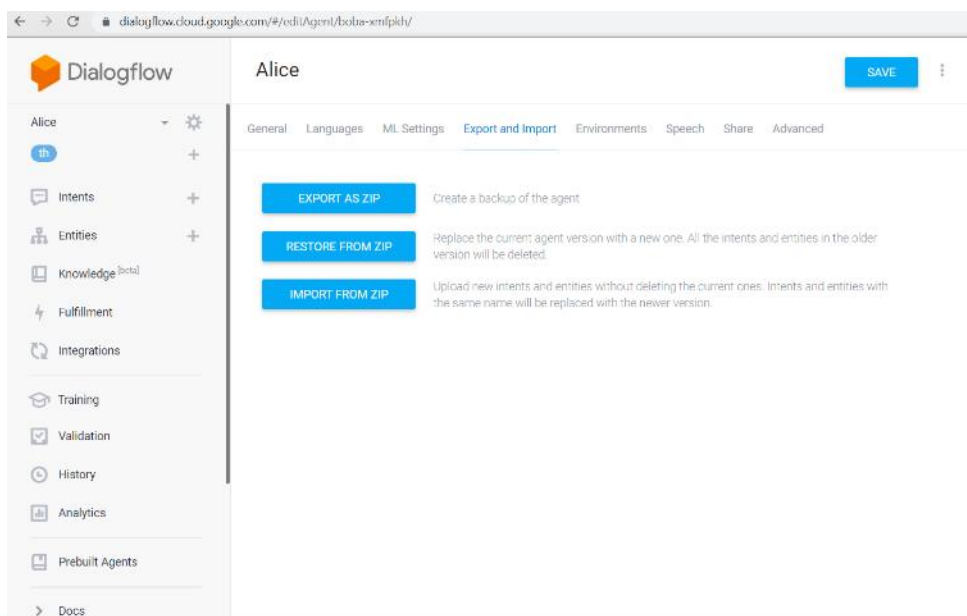 dialogflow.cloud.google.com/#/editAgent/boba-xmfpkh/
Dialogflow
Alice
SAVE
Alice
th
General Languages ML Settings Export and Import Environments Speech Share Advanced
Intents
Entities
Knowledge [beta]
Fulfillment
Integrations
Training
Validation
History
Analytics
Prebuilt Agents
Docs
EXPORT AS ZIP
Create a backup of the agent
RESTORE FROM ZIP
Replace the current agent version with a new one. All the intents and entities in the older
version will be deleted.
IMPORT FROM ZIP
Upload new intents and entities without deleting the current ones. Intents and entities with
the same name will be replaced with the newer version.